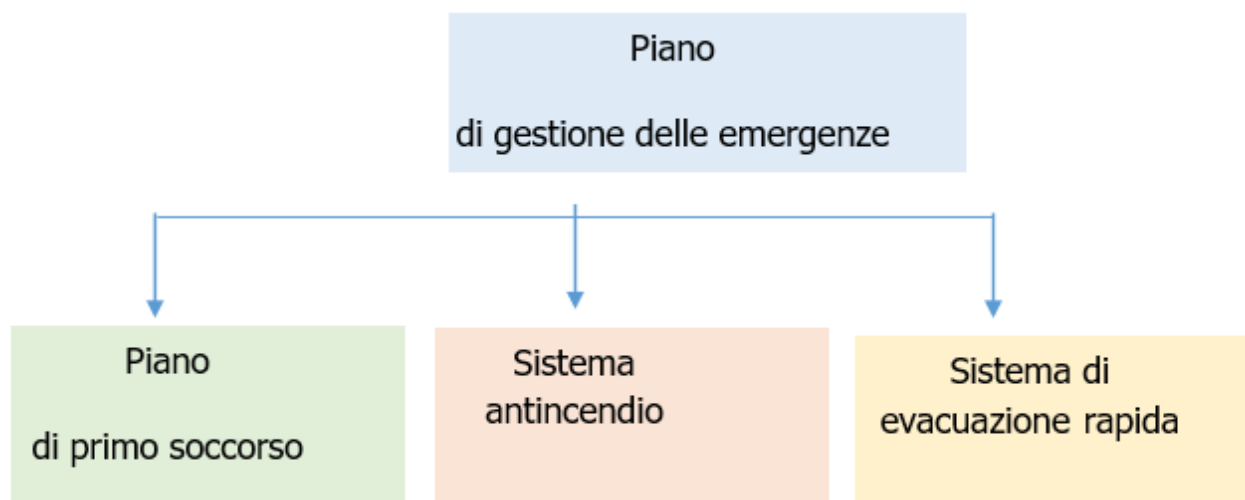 Piano
di gestione delle emergenze
Piano
di primo soccorso
Sistema
antincendio
Sistema di
evacuazione rapida